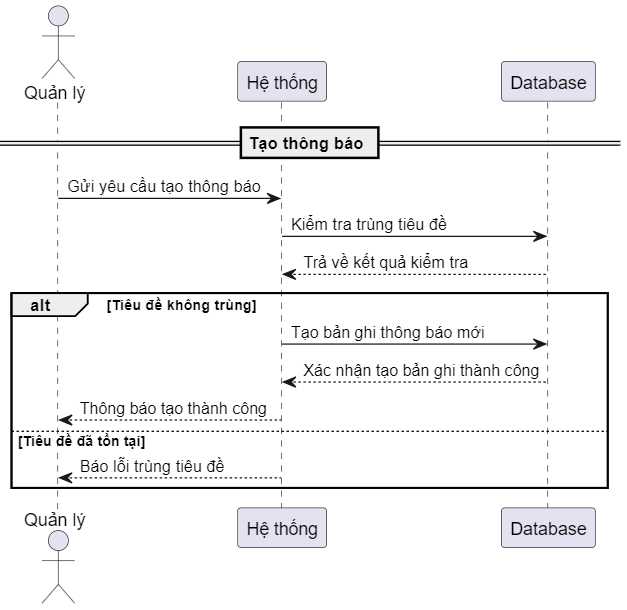 Quản lý
Hệ thống
Database
Tạo thông báo
Gửi yêu cầu tạo thông báo
Kiểm tra trùng tiêu đề
Trả về kết quả kiểm tra
alt
[Tiêu đề không trùng]
Tạo bản ghi thông báo mới
Xác nhận tạo bản ghi thành công
Thông báo tạo thành công
[Tiêu đề đã tồn tại]
Báo lỗi trùng tiêu đề
Quản lý
Hệ thống
Database